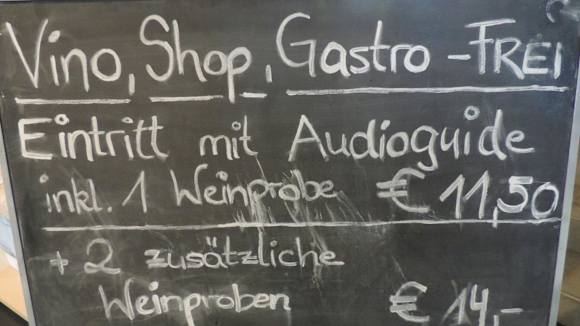 Vino, Shop, Gastro - FREI
Eintritt mit Audioguide
inkl. 1 Weinprobe € 11,50
+ 2 zusätzliche
Weinproben € 14,-